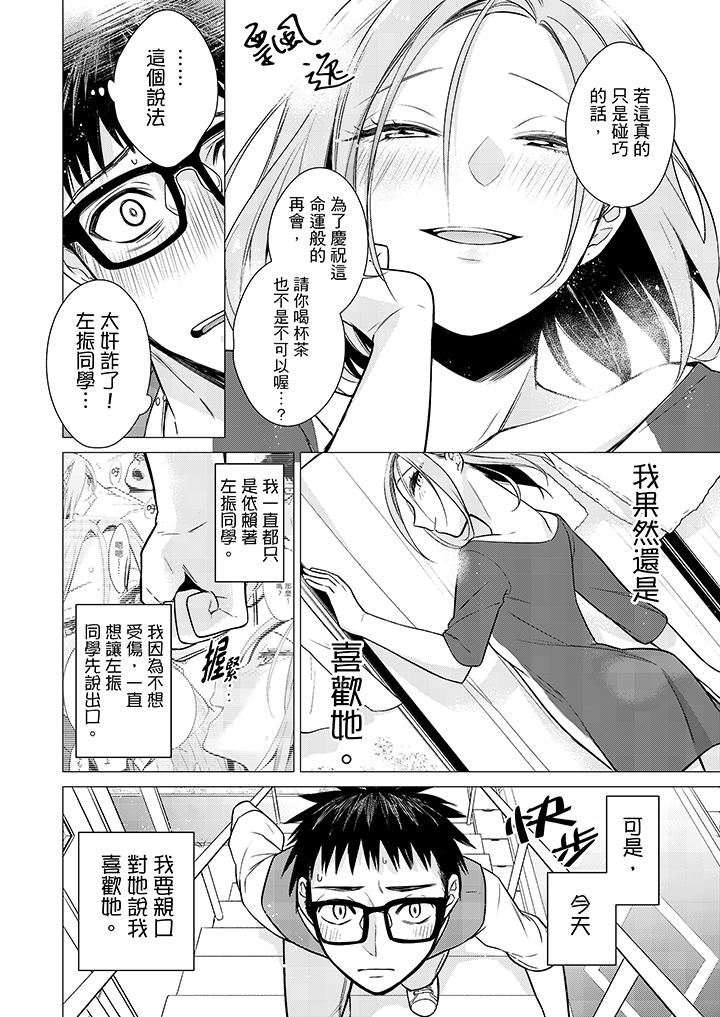 若這真的
只是碰巧
的話，
飄逸
為了慶祝這
命運般的
再會，
請你喝杯茶
也不是不可以喔…?
……
這個說法
太奸詐了！
左振同學…
我果然還是
喜歡她。
我一直都只
是依賴著
左振同學。
嗯嗯～…
那麼～
嗎?
握緊…
我因為不想
受傷，一直
想讓左振
同學先說出口。
快步
可是，
今天
我要親口
對她說我
喜歡她。